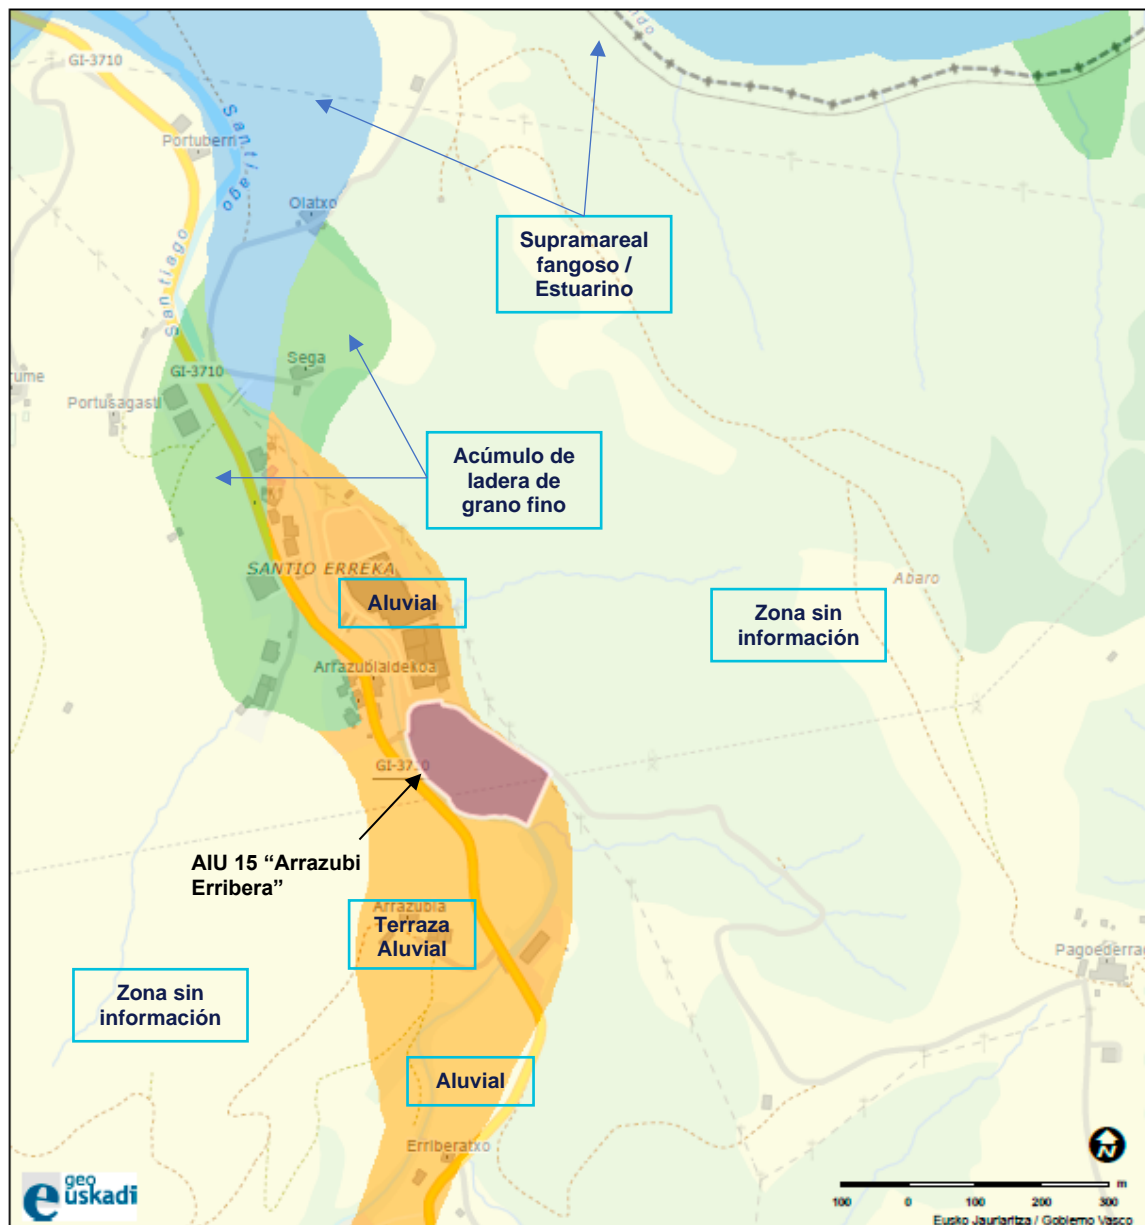 GI-3710
Santiago
Portuberri
Olatxo
Santiago
Supramareal
fangoso /
Estuarino
GI-3710
Sega
Portusagasti
Acúmulo de
ladera de
grano fino
SANTIO ERREKA
Aluvial
Abaro
Zona sin
información
Arrazubialdekoa
GI-3710
AIU 15 “Arrazubi
Erribera”
Arrazubia
Terraza
Aluvial
Zona sin
información
Aluvial
Erriberatxo
N
geo
euskadi
100 0 100 200 300 m
Eusko Jaurlaritza / Gobierno Vasco